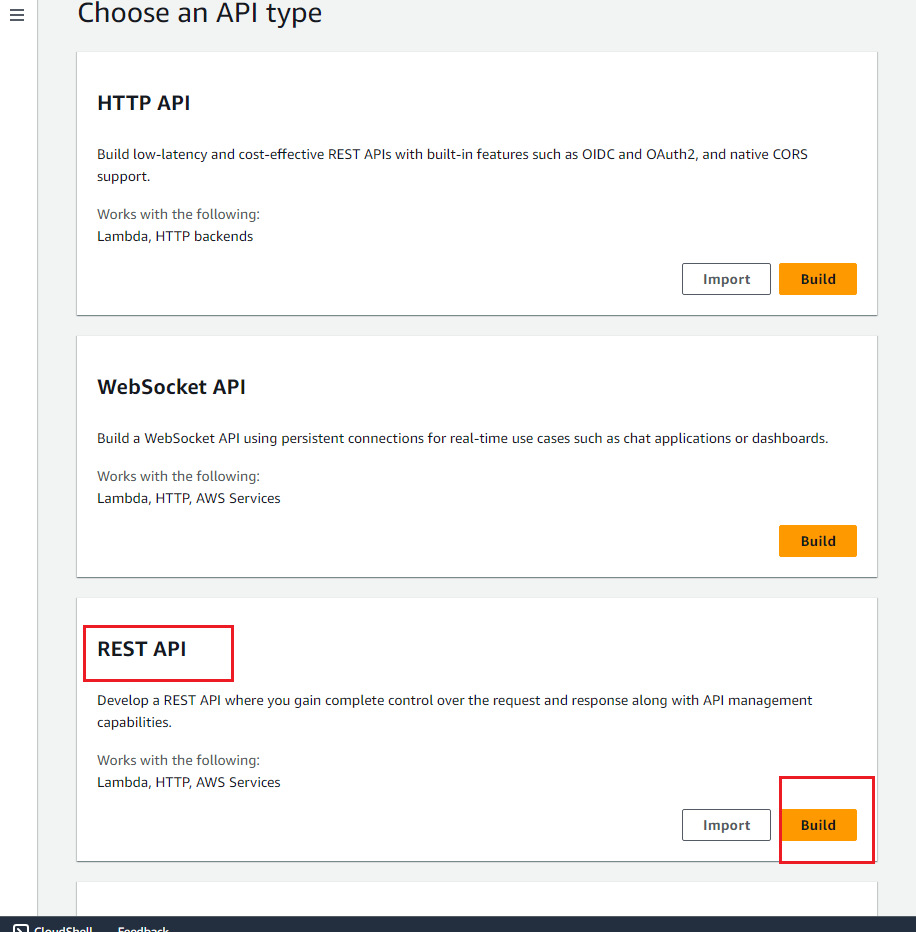 Choose an API type
HTTP API
Build low-latency and cost-effective REST APIs with built-in features such as OIDC and OAuth2, and native CORS
support.
Works with the following:
Lambda, HTTP backends
Import
Build
WebSocket API
Build a WebSocket API using persistent connections for real-time use cases such as chat applications or dashboards.
Works with the following:
Lambda, HTTP, AWS Services
Build
REST API
Develop a REST API where you gain complete control over the request and response along with API management
capabilities.
Works with the following:
Lambda, HTTP, AWS Services
Import
Build
CloudShell
Feedback